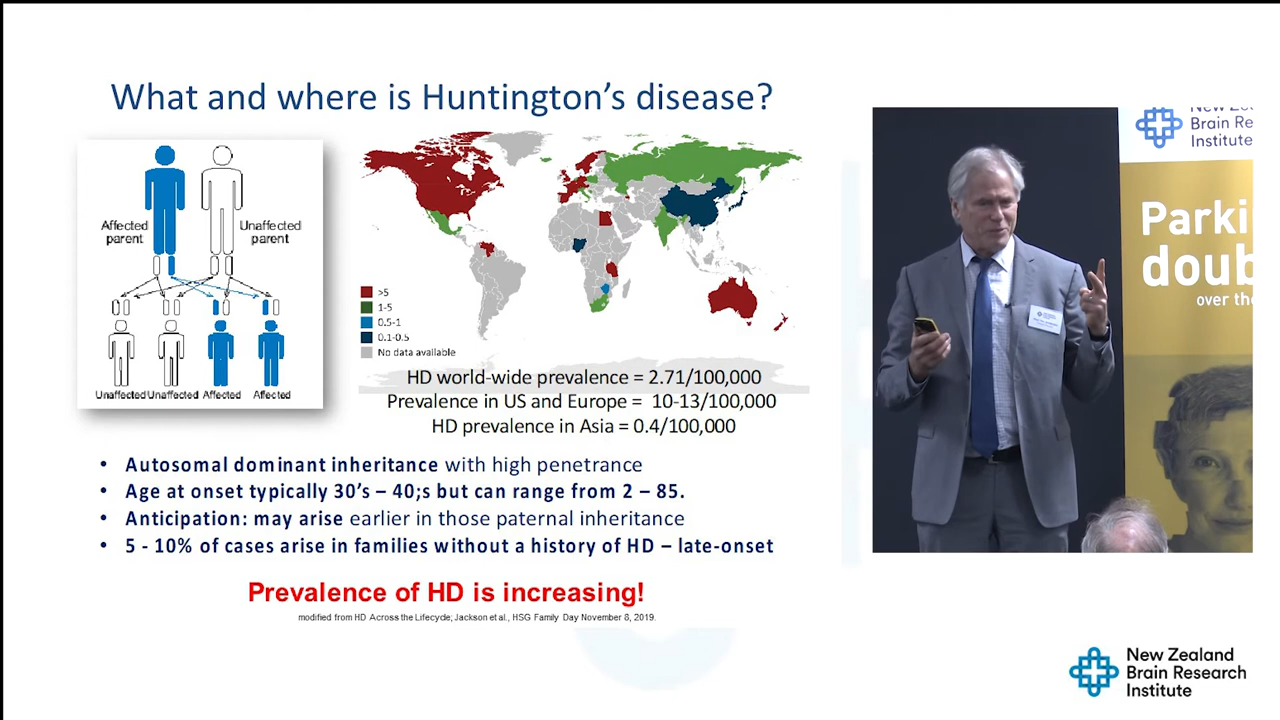 What and where is Huntington's disease?
Affected
parent
Unaffected
parent
Unaffected Unaffected Affected Affected
>5
1-5
0.5-1
0.1-0.5
No data available
HD world-wide prevalence = 2.71/100,000
Prevalence in US and Europe = 10-13/100,000
HD prevalence in Asia = 0.4/100,000
• Autosomal dominant inheritance with high penetrance
• Age at onset typically 30's – 40;s but can range from 2 – 85.
• Anticipation: may arise earlier in those paternal inheritance
• 5 - 10% of cases arise in families without a history of HD – late-onset
Prevalence of HD is increasing!
modified from HD Across the Lifecycle; Jackson et al., HSG Family Day November 8, 2019.
Brain Re
Institute
Parki
doub
over the
New Zealand
Brain Research
Institute